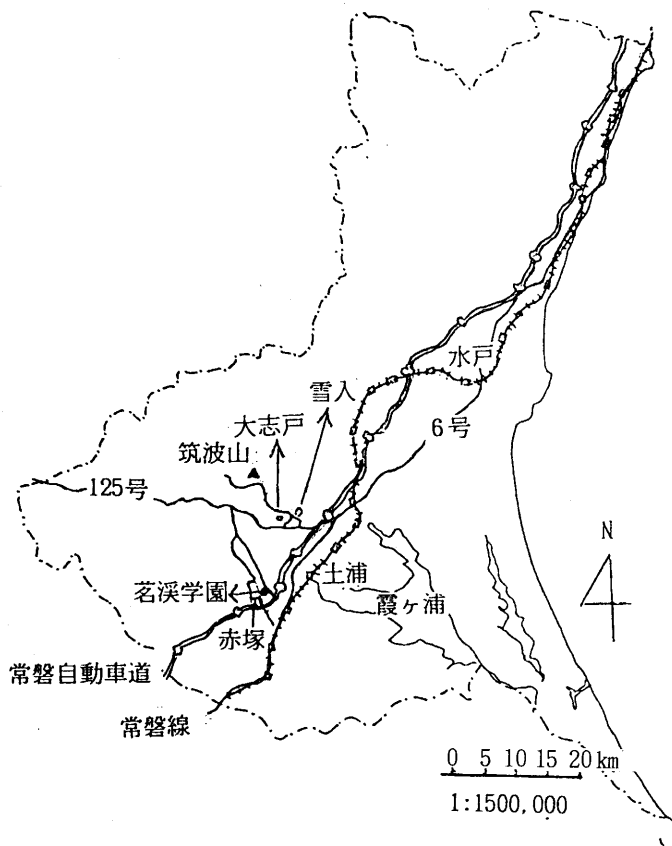 水戸
雪入
大志戸
6号
筑波山
125号
N
土浦
茗渓学園
霞ヶ浦
赤塚
常磐自動車道
常磐線
0 5 10 15 20 km
1:1500,000